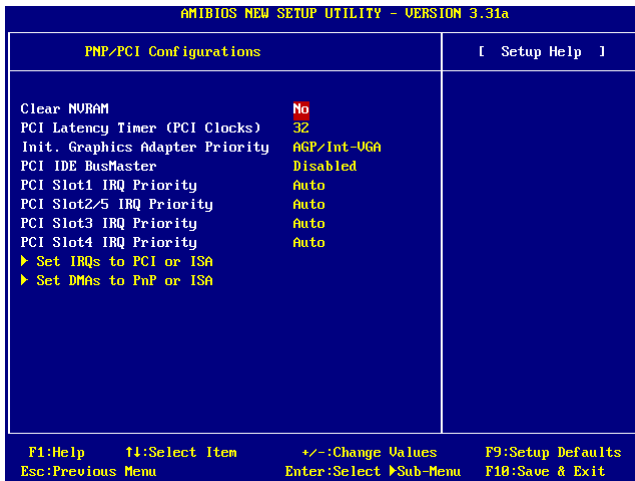 AMIBIOS NEW SETUP UTILITY - VERSION 3.31a
PNP/PCI Configurations
[ Setup Help ]
Clear NVRAM No
PCI Latency Timer (PCI Clocks) 32
Init. Graphics Adapter Priority AGP/Int-VGA
PCI IDE BusMaster Disabled
PCI Slot1 IRQ Priority Auto
PCI Slot2/5 IRQ Priority Auto
PCI Slot3 IRQ Priority Auto
PCI Slot4 IRQ Priority Auto
▶ Set IRQs to PCI or ISA
▶ Set DMAs to PnP or ISA
F1:Help ↑↓:Select Item +/-:Change Values F9:Setup Defaults
Esc:Previous Menu Enter:Select ▶Sub-Menu F10:Save & Exit